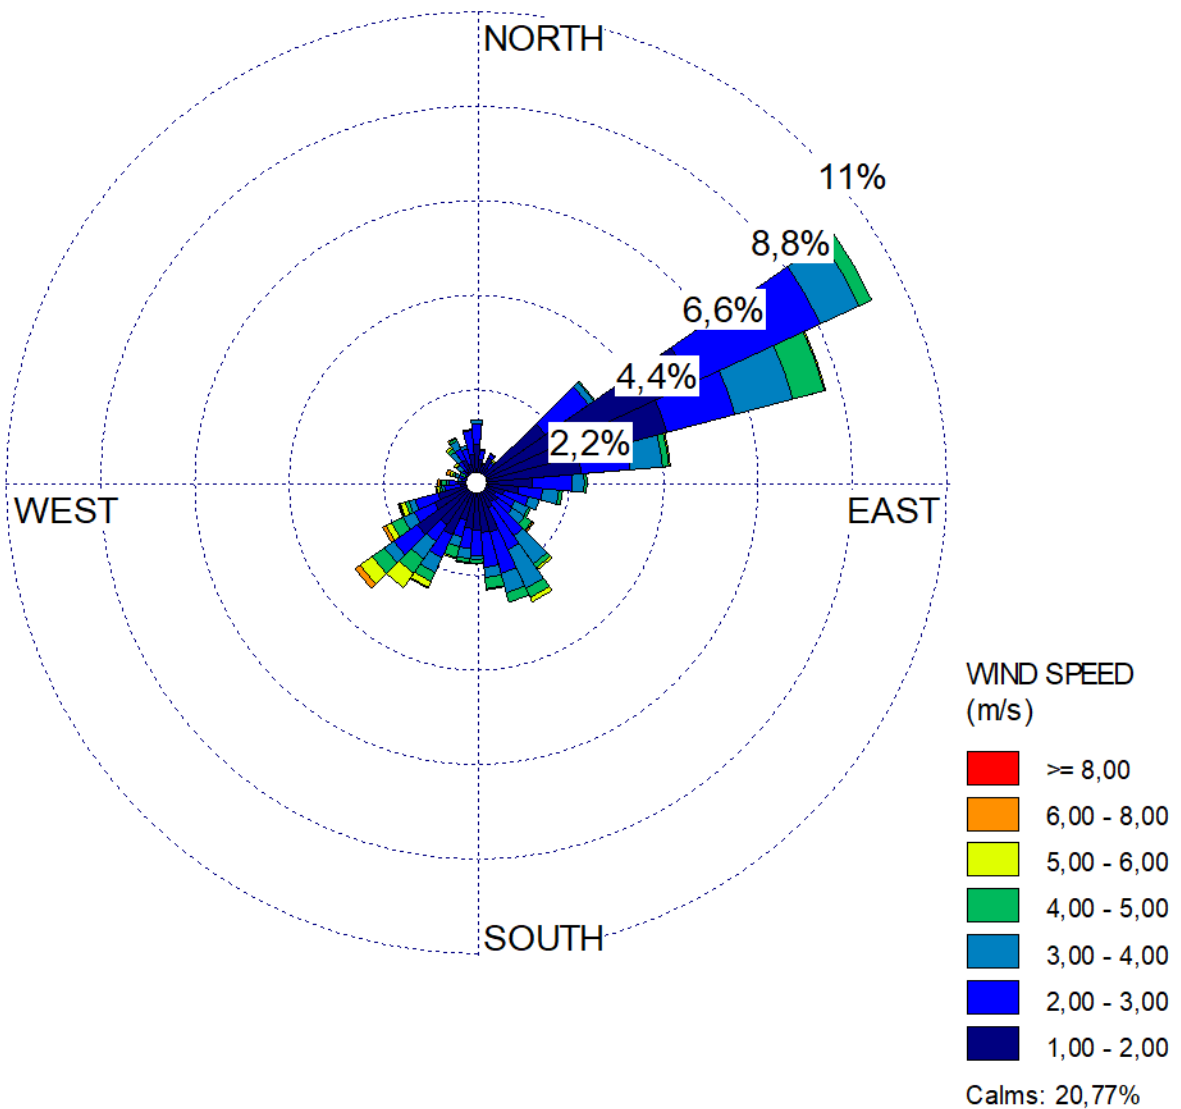 NORTH
11%
8,8%
6,6%
4,4%
2,2%
WEST
EAST
SOUTH
WIND SPEED
(m/s)
>= 8,00
6,00 - 8,00
5,00 - 6,00
4,00 - 5,00
3,00 - 4,00
2,00 - 3,00
1,00 - 2,00
Calms: 20,77%